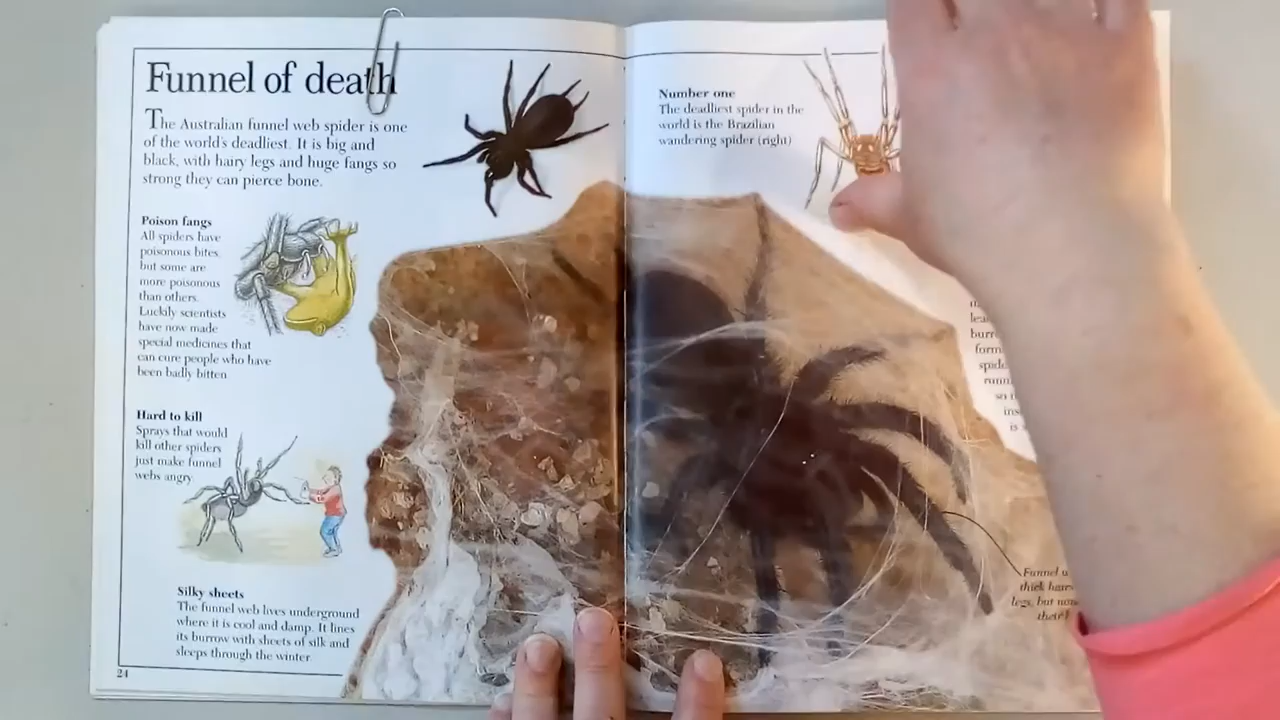 Funnel of death
The Australian funnel web spider is one
of the world's deadliest. It is big and
black, with hairy legs and huge fangs so
strong they can pierce bone.
Poison fangs
All spiders have
poisonous bites,
but some are
more poisonous
than others.
Luckily scientists
have now made
special medicines that
can cure people who have
been badly bitten
Hard to kill
Sprays that would
kill other spiders
just make funnel
webs angry
Silky sheets
The funnel web lives underground
where it is cool and damp. It lines
its burrow with sheets of silk and
sleeps through the winter.
24
Number one
The deadliest spider in the
world is the Brazilian
wandering spider (right)
so
is
Funnel
thick
legs, but